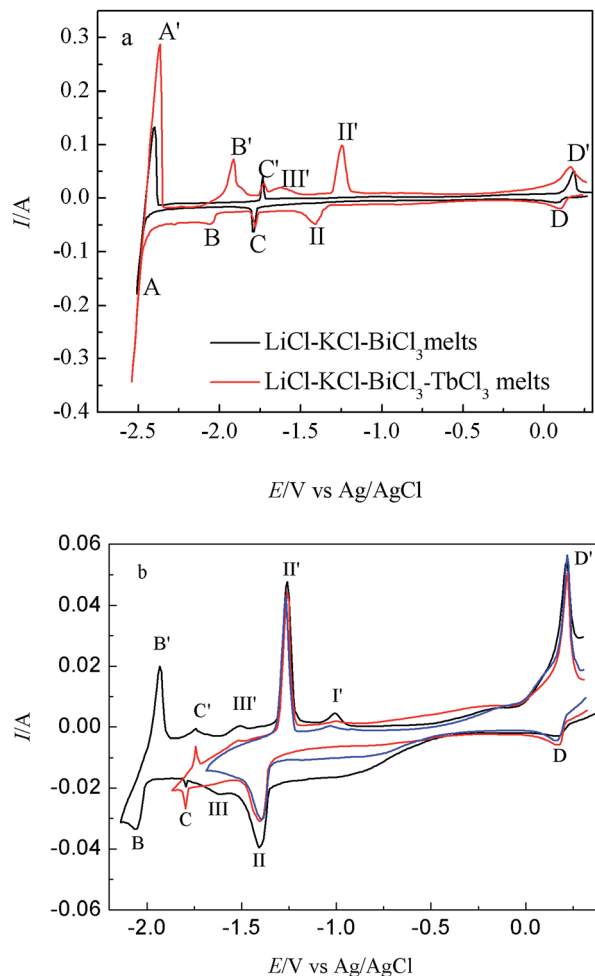 a
A'
B'
C'
III'
II'
D'
A
B
C
II
D
LiCl-KCl-BiCl₃melts
LiCl-KCl-BiCl₃-TbCl₃ melts
0.3
0.2
0.1
0.0
-0.1
-0.2
-0.3
-0.4
I/A
-2.5 -2.0 -1.5 -1.0 -0.5 0.0
E/V vs Ag/AgCl
b
B'
C'
III'
II'
I'
D'
B
C
III
II
D
0.06
0.04
0.02
0.00
-0.02
-0.04
-0.06
I/A
-2.0 -1.5 -1.0 -0.5 0.0
E/V vs Ag/AgCl